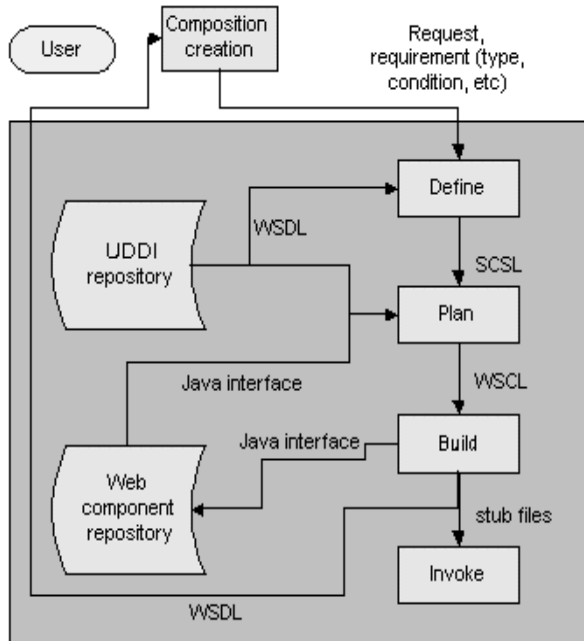 User
Composition
creation
Request,
requirement (type,
condition, etc)
Define
WSDL
UDDI
repository
SCSL
Plan
Java interface
WSCL
Java interface
Build
Web
component
repository
stub files
Invoke
WSDL